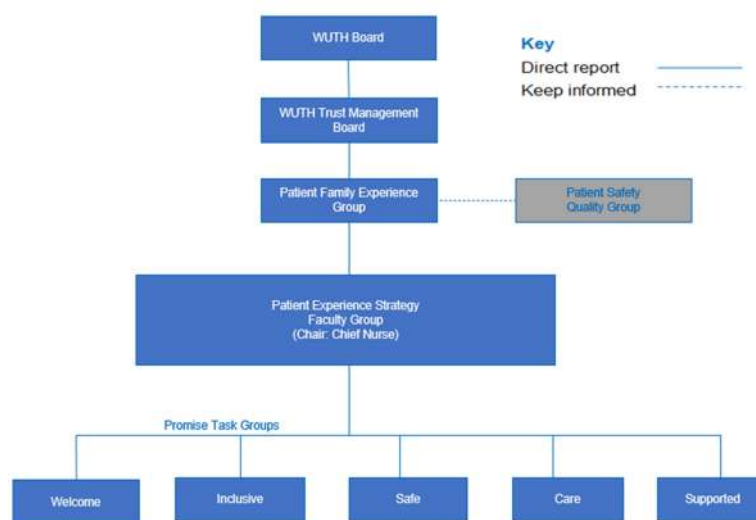 WUTH Board
Key
Direct report
Keep informed
WUTH Trust Management
Board
Patient Family Experience
Group
Patient Safety
Quality Group
Patient Experience Strategy
Faculty Group
(Chair: Chief Nurse)
Promise Task Groups
Welcome
Inclusive
Safe
Care
Supported